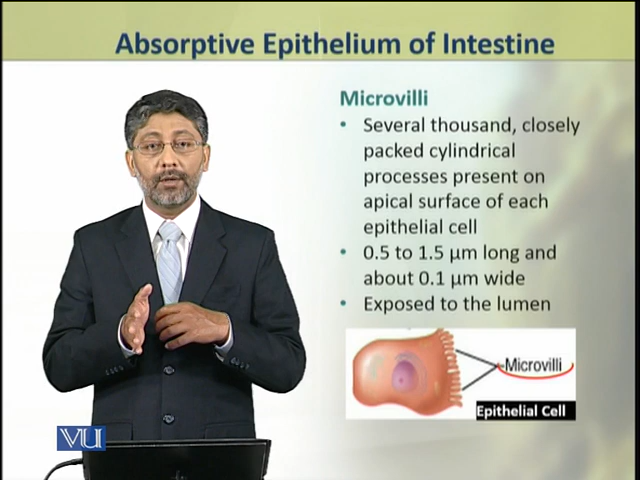 Absorptive Epithelium of Intestine
Microvilli
• Several thousand, closely
packed cylindrical
processes present on
apical surface of each
epithelial cell
• 0.5 to 1.5 µm long and
about 0.1 µm wide
• Exposed to the lumen
Microvilli
Epithelial Cell
VU